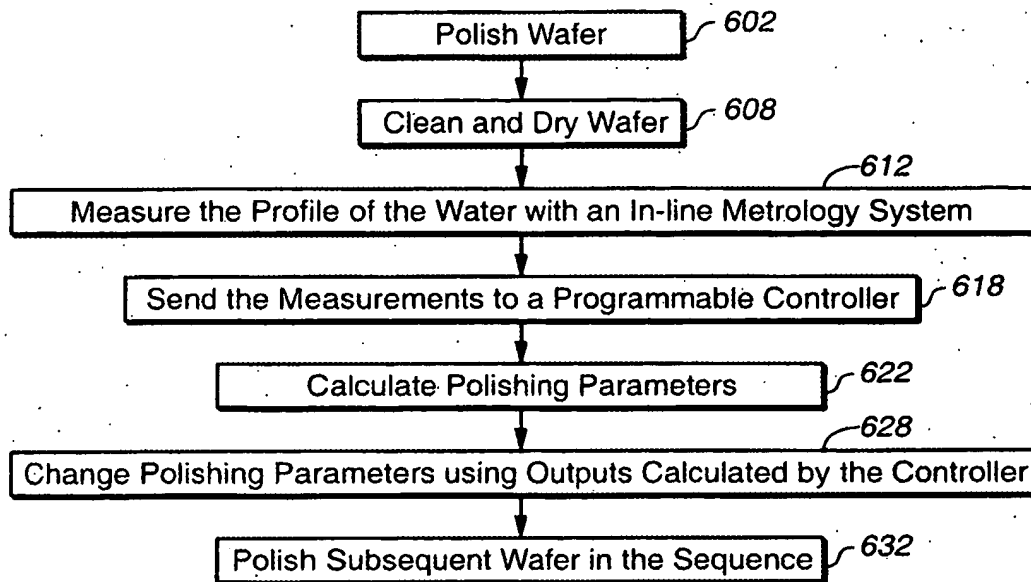 Polish Wafer 602
Clean and Dry Wafer 608
612
Measure the Profile of the Water with an In-line Metrology System
Send the Measurements to a Programmable Controller 618
Calculate Polishing Parameters 622
628
Change Polishing Parameters using Outputs Calculated by the Controller
Polish Subsequent Wafer in the Sequence 632